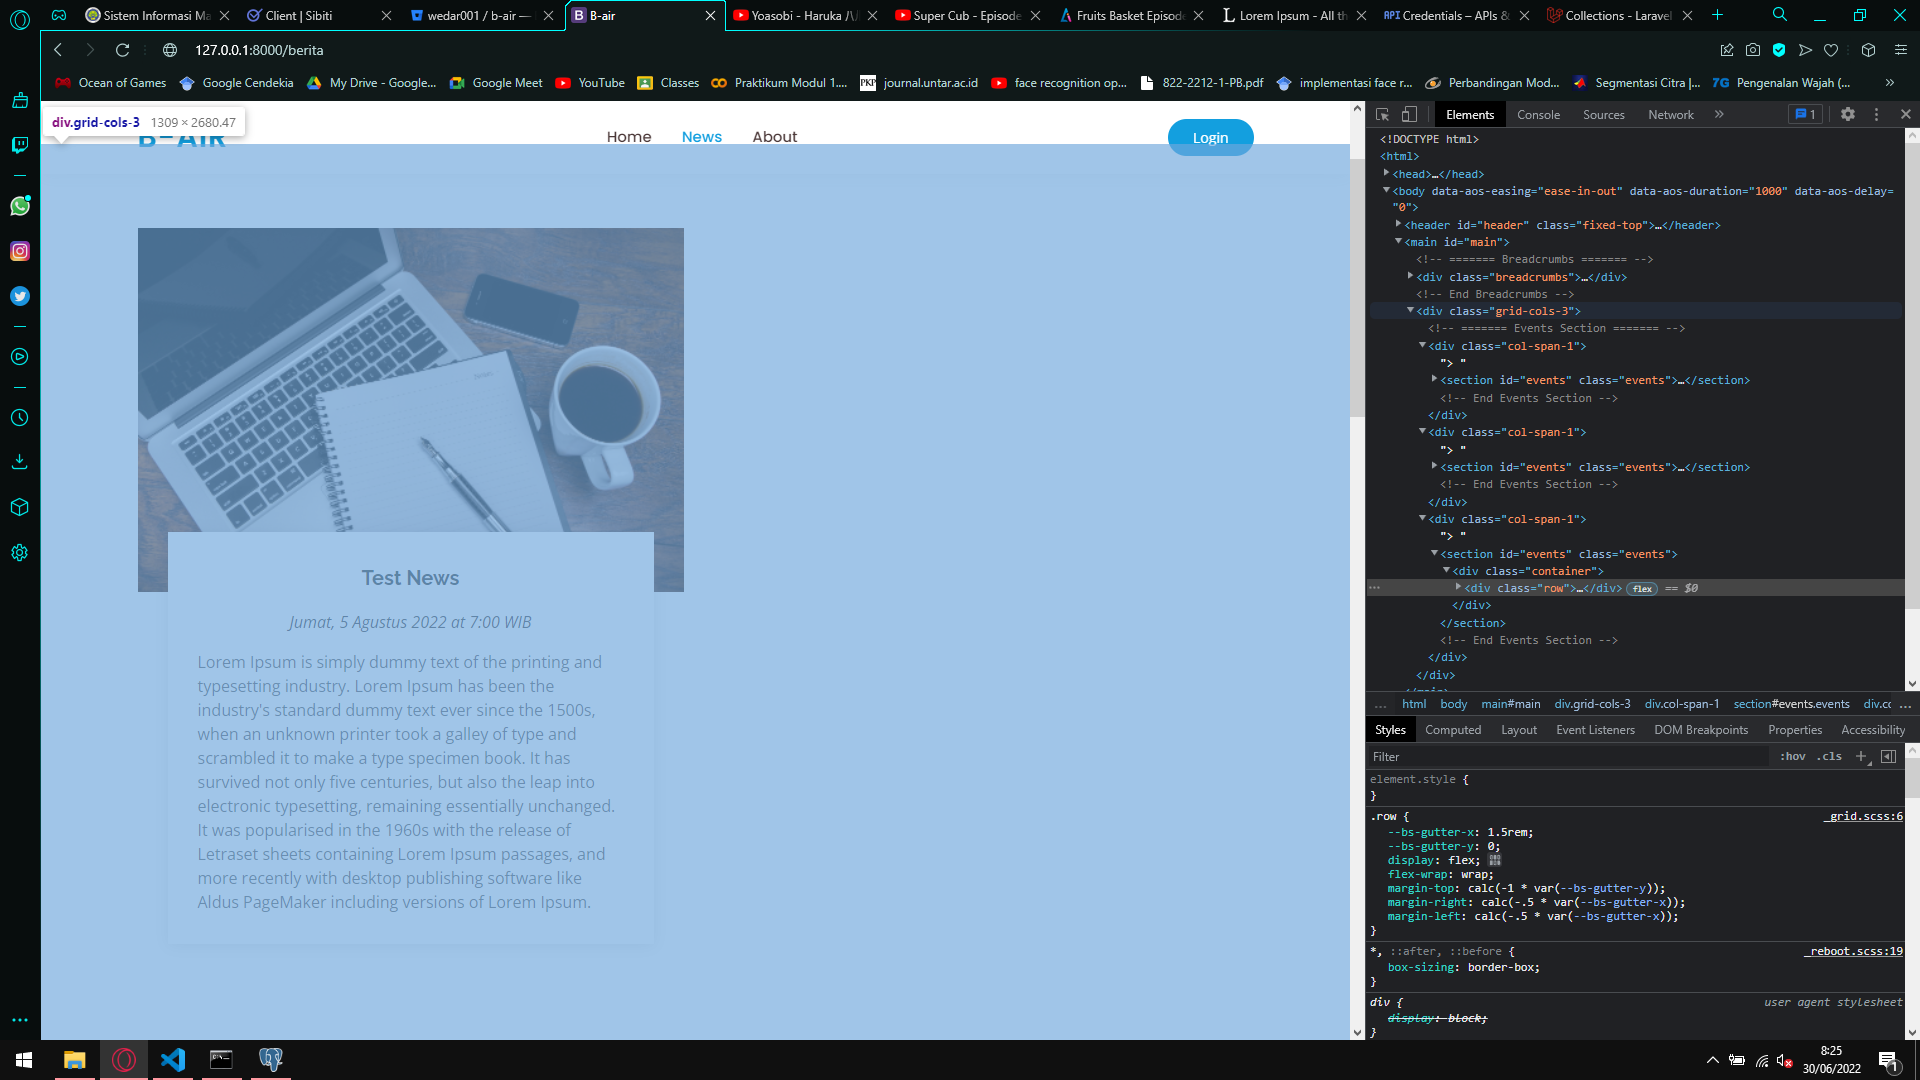 Sistem Informasi Ma
Client | Sibiti
wedar001 / b-air —
B-air
Yoasobi - Haruka /
Super Cub - Episode
Fruits Basket Episod
Lorem Ipsum - All th
API Credentials – APIs &
Collections - Laravel
127.0.0.1:8000/berita
Ocean of Games
Google Cendekia
My Drive - Google...
Google Meet
YouTube
Classes
Praktikum Modul 1....
PKP journal.untar.ac.id
face recognition op...
822-2212-1-PB.pdf
implementasi face r...
Perbandingan Mod...
Segmentasi Citra |...
7G Pengenalan Wajah (...
»
div.grid-cols-3 1309 × 2680.47
B-AIR
Home News About
Login
Test News
Jumat, 5 Agustus 2022 at 7:00 WIB
Lorem Ipsum is simply dummy text of the printing and
typesetting industry. Lorem Ipsum has been the
industry's standard dummy text ever since the 1500s,
when an unknown printer took a galley of type and
scrambled it to make a type specimen book. It has
survived not only five centuries, but also the leap into
electronic typesetting, remaining essentially unchanged.
It was popularised in the 1960s with the release of
Letraset sheets containing Lorem Ipsum passages, and
more recently with desktop publishing software like
Aldus PageMaker including versions of Lorem Ipsum.
Elements Console Sources Network » 1
<!DOCTYPE html>
<html>
<head>…</head>
<body data-aos-easing="ease-in-out" data-aos-duration="1000" data-aos-delay=
"0">
<header id="header" class="fixed-top">…</header>
<main id="main">
<!-- ======= Breadcrumbs ======= -->
<div class="breadcrumbs">…</div>
<!-- End Breadcrumbs -->
<div class="grid-cols-3">
<!-- ======= Events Section ======= -->
<div class="col-span-1">
"> "
<section id="events" class="events">…</section>
<!-- End Events Section -->
</div>
<div class="col-span-1">
"> "
<section id="events" class="events">…</section>
<!-- End Events Section -->
</div>
<div class="col-span-1">
"> "
<section id="events" class="events">
<div class="container">
… <div class="row">…</div> flex == $0
</div>
</section>
<!-- End Events Section -->
</div>
</div>
… html body main#main div.grid-cols-3 div.col-span-1 section#events.events div.cc …
Styles Computed Layout Event Listeners DOM Breakpoints Properties Accessibility
Filter :hov .cls +
element.style {
}
.row { _grid.scss:6
--bs-gutter-x: 1.5rem;
--bs-gutter-y: 0;
display: flex;
flex-wrap: wrap;
margin-top: calc(-1 * var(--bs-gutter-y));
margin-right: calc(-.5 * var(--bs-gutter-x));
margin-left: calc(-.5 * var(--bs-gutter-x));
}
*, ::after, ::before { _reboot.scss:19
box-sizing: border-box;
}
div { user agent stylesheet
display: block;
}
8:25
30/06/2022
1